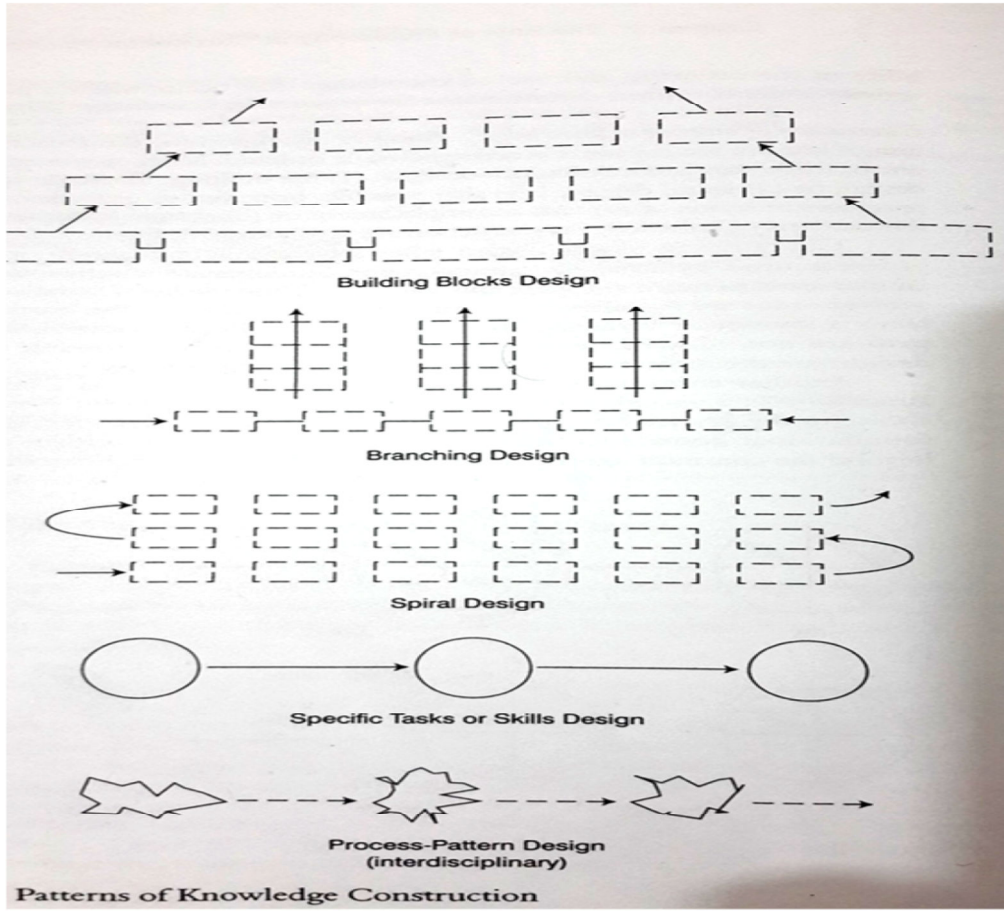 Building Blocks Design
Branching Design
Spiral Design
Specific Tasks or Skills Design
Process-Pattern Design
(interdisciplinary)
Patterns of Knowledge Construction